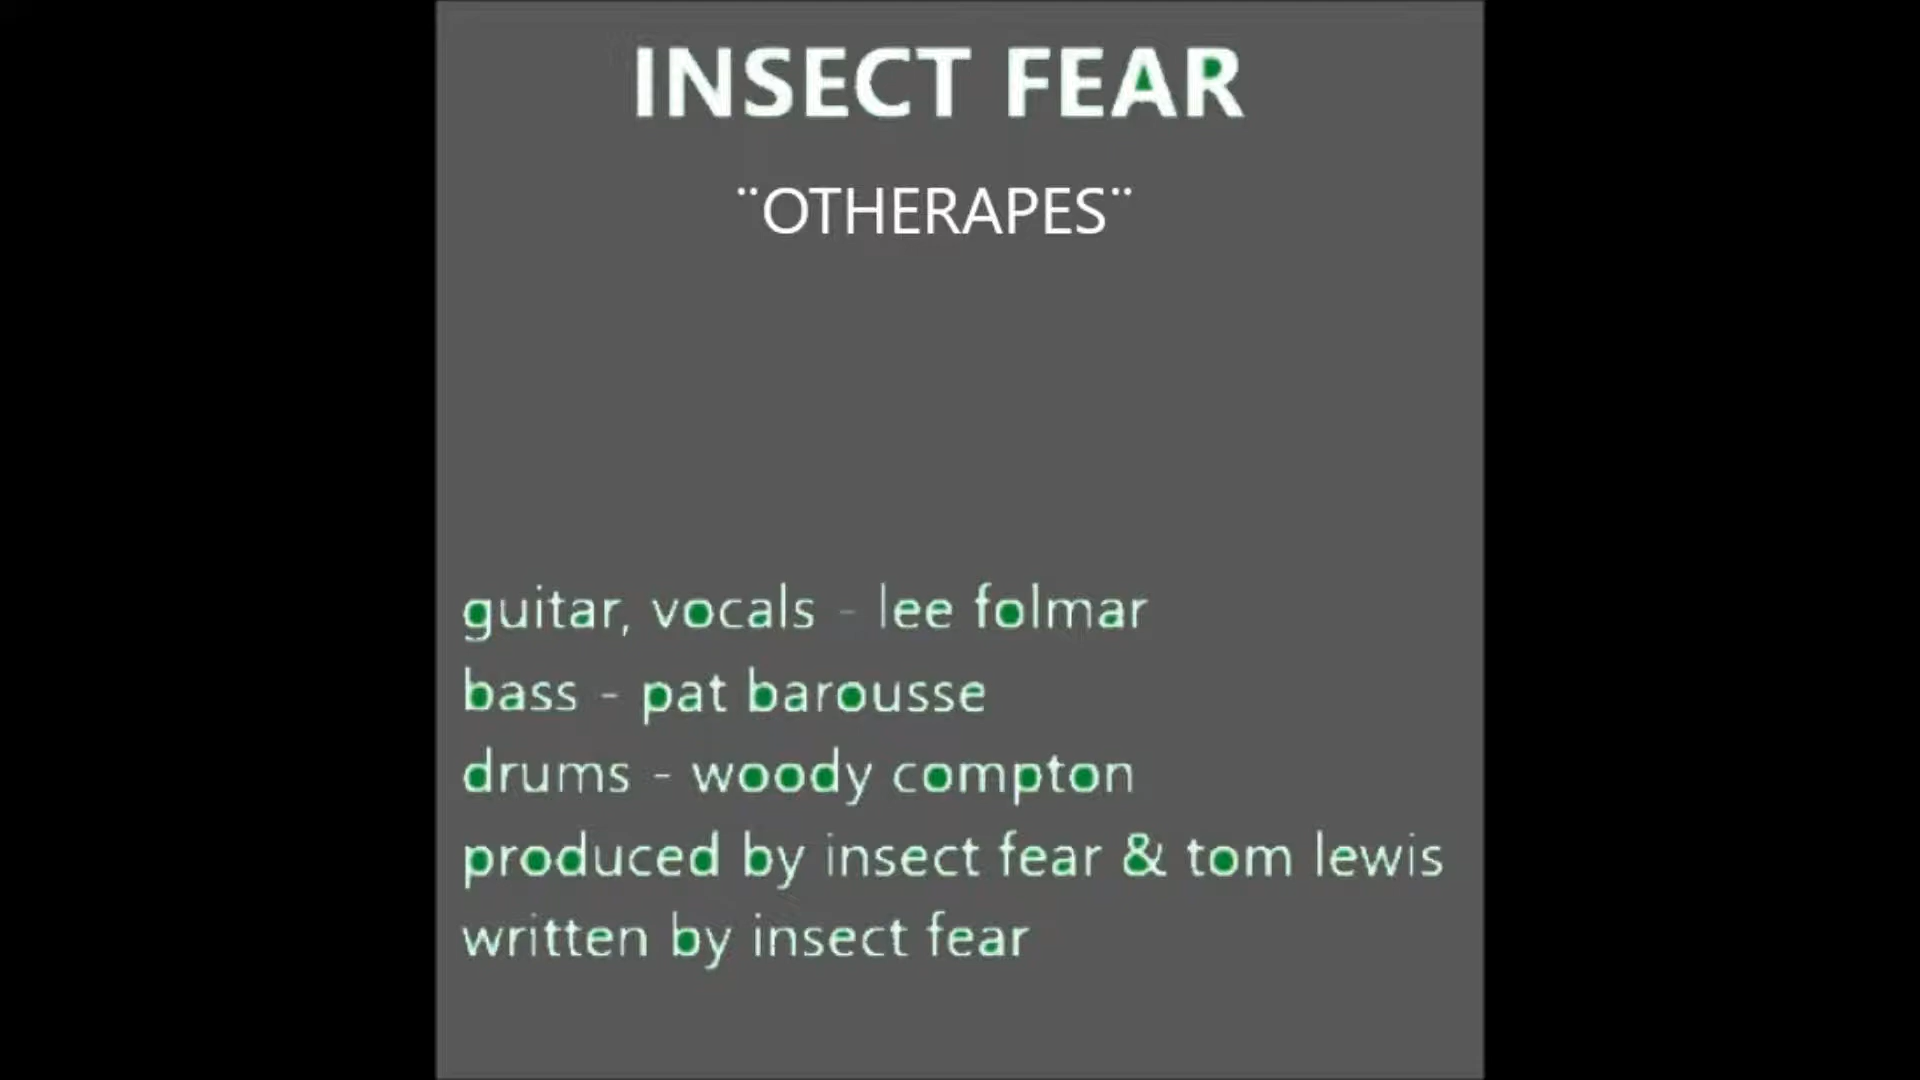 INSECT FEAR
¨OTHERAPES¨
guitar, vocals - lee folmar
bass - pat barousse
drums - woody compton
produced by insect fear & tom lewis
written by insect fear